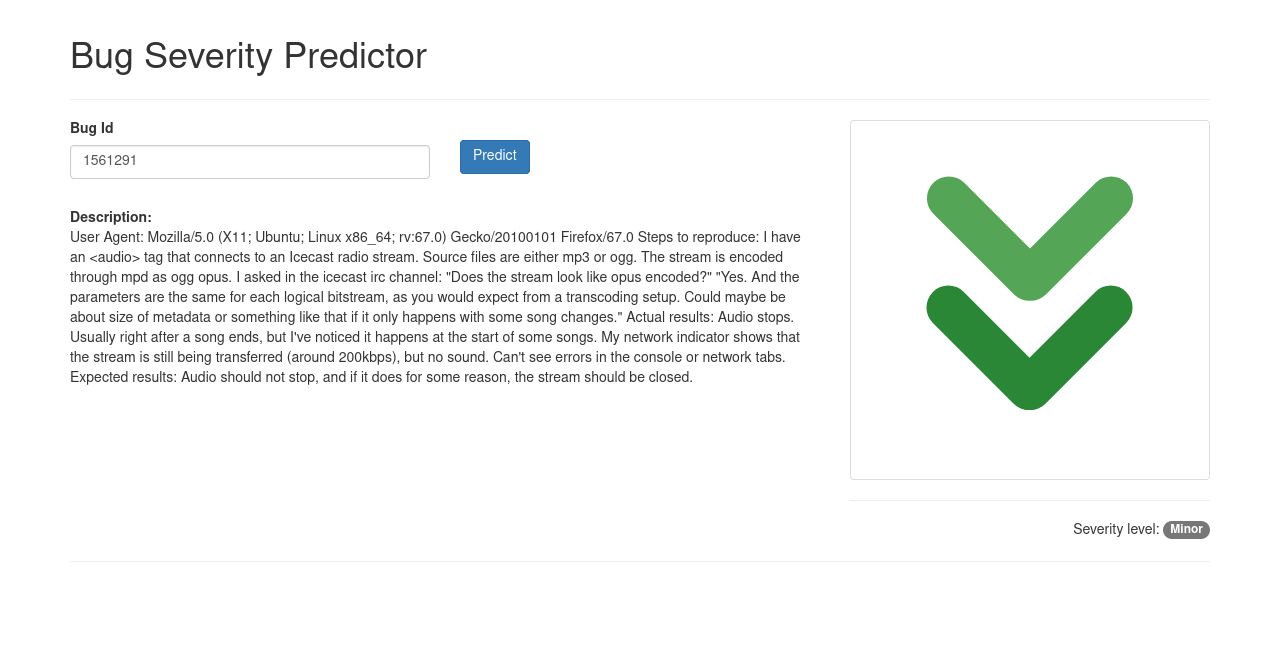 Bug Severity Predictor
Bug Id
1561291
Predict
Description:
User Agent: Mozilla/5.0 (X11; Ubuntu; Linux x86_64; rv:67.0) Gecko/20100101 Firefox/67.0 Steps to reproduce: I have
an <audio> tag that connects to an Icecast radio stream. Source files are either mp3 or ogg. The stream is encoded
through mpd as ogg opus. I asked in the icecast irc channel: "Does the stream look like opus encoded?" "Yes. And the
parameters are the same for each logical bitstream, as you would expect from a transcoding setup. Could maybe be
about size of metadata or something like that if it only happens with some song changes." Actual results: Audio stops.
Usually right after a song ends, but I've noticed it happens at the start of some songs. My network indicator shows that
the stream is still being transferred (around 200kbps), but no sound. Can't see errors in the console or network tabs.
Expected results: Audio should not stop, and if it does for some reason, the stream should be closed.
Severity level: Minor